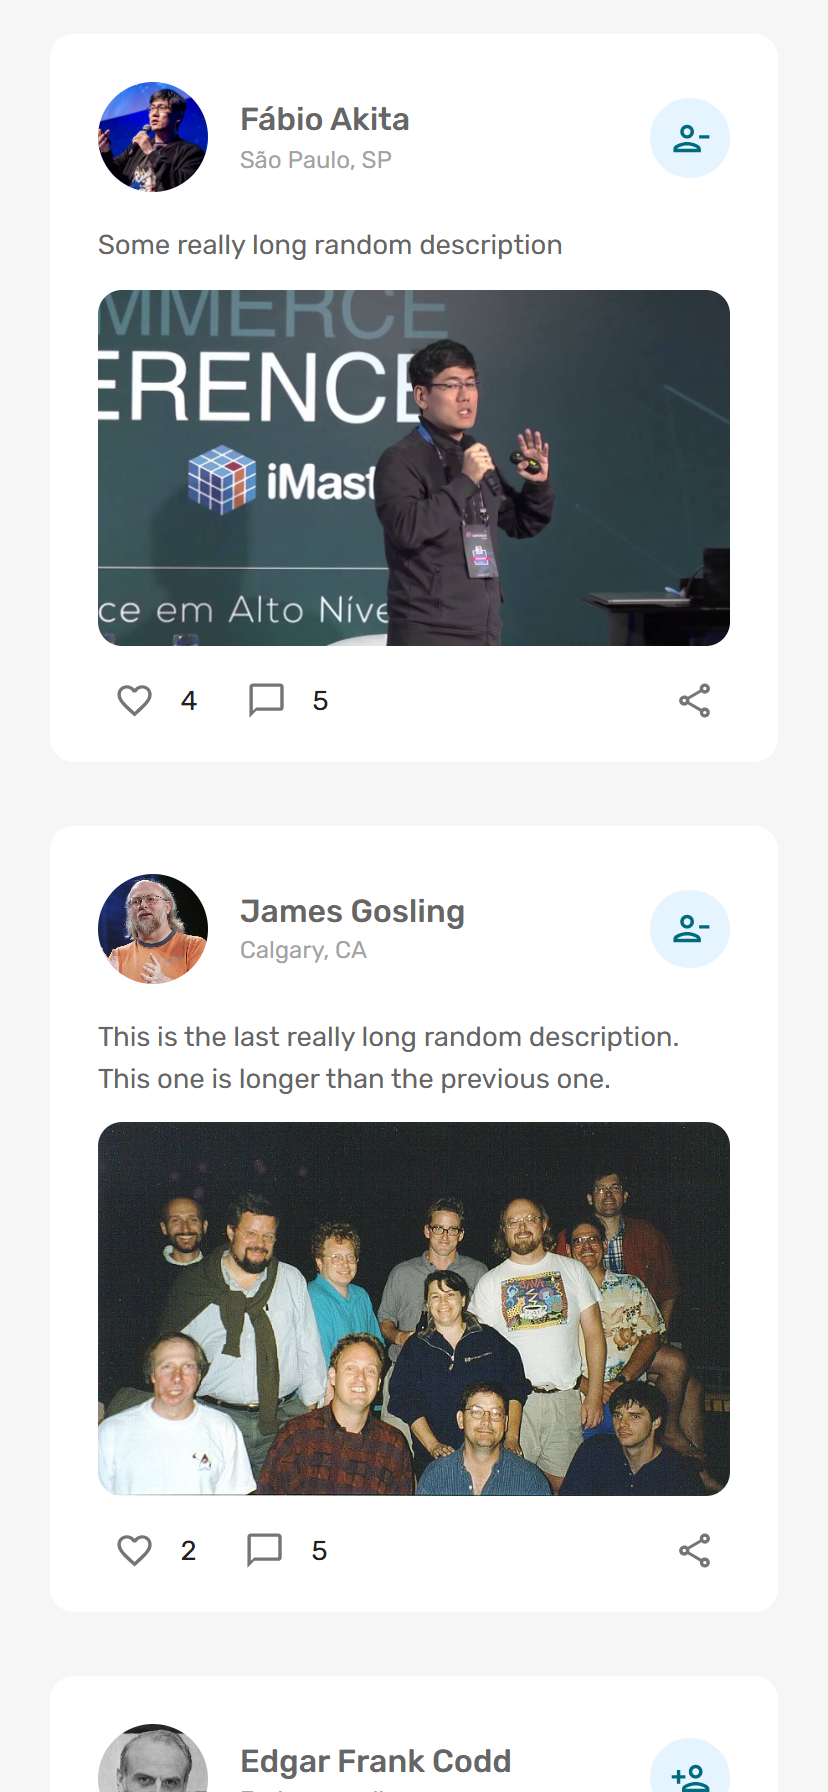 Fábio Akita
São Paulo, SP
Some really long random description
MMERCE
ERENCE
iMast
ce em Alto Níve
4
5
James Gosling
Calgary, CA
This is the last really long random description.
This one is longer than the previous one.
JAVA
2
5
Edgar Frank Codd